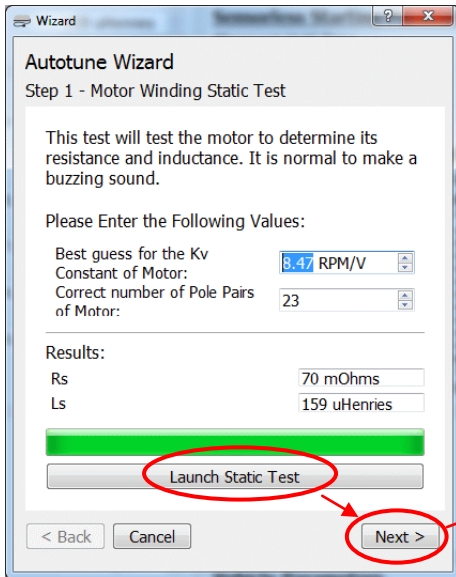 Wizard
Autotune Wizard
Step 1 - Motor Winding Static Test
This test will test the motor to determine its
resistance and inductance. It is normal to make a
buzzing sound.
Please Enter the Following Values:
Best guess for the Kv
Constant of Motor:
8.47 RPM/V
Correct number of Pole Pairs
of Motor:
23
Results:
Rs 70 mOhms
Ls 159 uHenries
Launch Static Test
< Back Cancel Next >